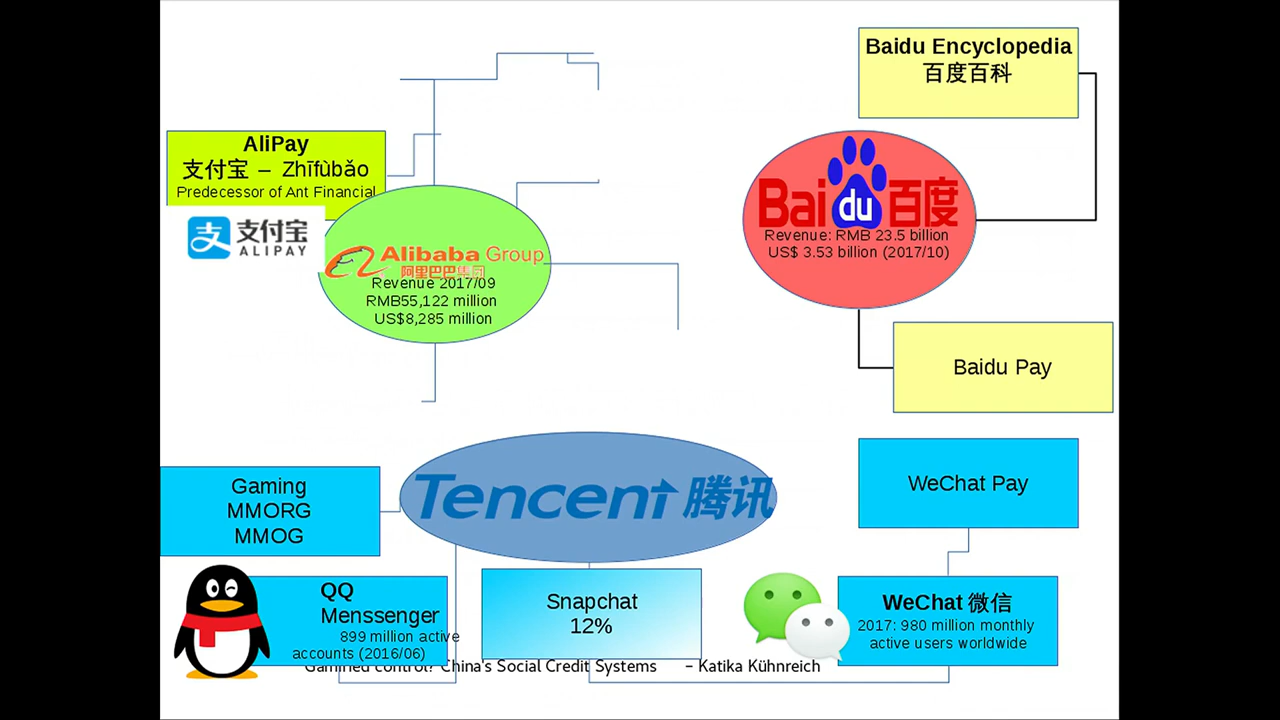 Baidu Encyclopedia
百度百科
AliPay
支付宝 – Zhīfùbǎo
Predecessor of Ant Financial
支付宝
ALIPAY
Alibaba Group
阿里巴巴集团
Revenue 2017/09
RMB55,122 million
US$8,285 million
Bai du 百度
Revenue: RMB 23.5 billion
US$ 3.53 billion (2017/10)
Baidu Pay
Tencent 腾讯
Gaming
MMORG
MMOG
WeChat Pay
QQ
Menssenger
899 million active
accounts (2016/06)
Snapchat
12%
WeChat 微信
2017: 980 million monthly
active users worldwide
Gamified control? China's Social Credit Systems – Katika Kühnreich